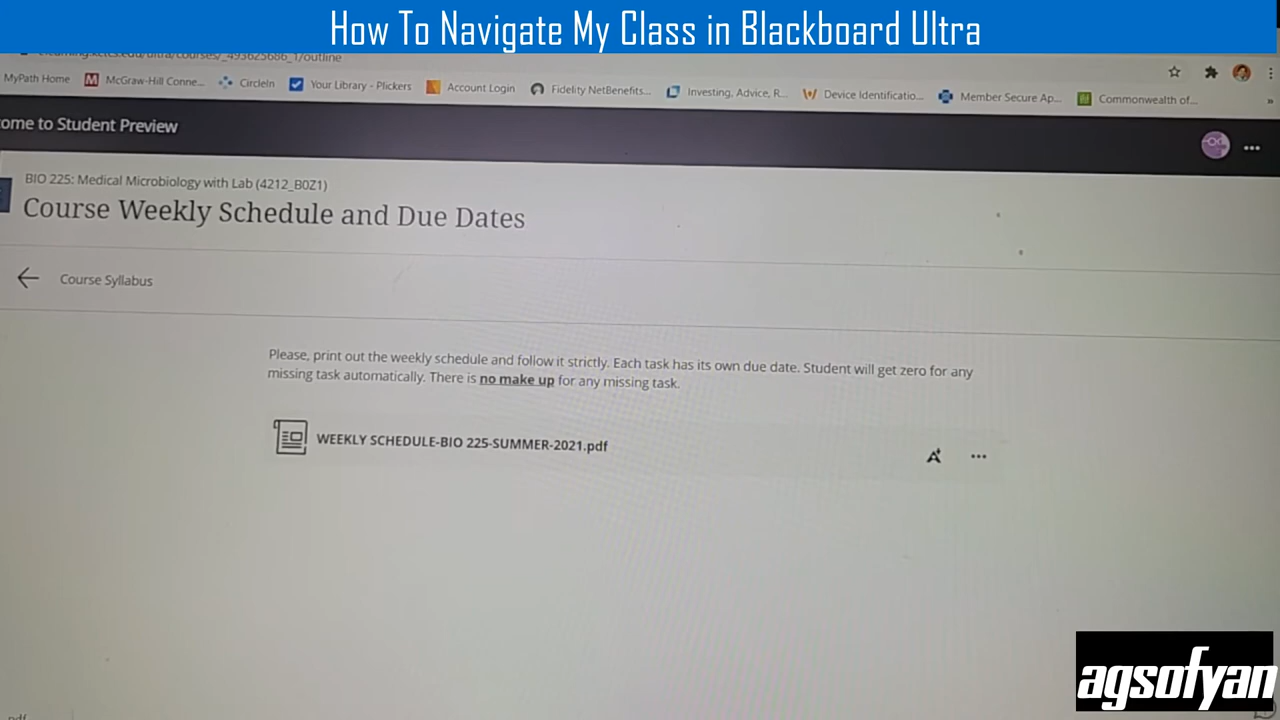 How To Navigate My Class in Blackboard Ultra
/ultra/courses/_493625686_1/outline
MyPath Home McGraw-Hill Conne... CircleIn Your Library - Plickers Account Login Fidelity NetBenefits... Investing, Advice, R... Device Identificatio... Member Secure Ap... Commonwealth of... »
ome to Student Preview
BIO 225: Medical Microbiology with Lab (4212_B0Z1)
Course Weekly Schedule and Due Dates
Course Syllabus
Please, print out the weekly schedule and follow it strictly. Each task has its own due date. Student will get zero for any
missing task automatically. There is no make up for any missing task.
WEEKLY SCHEDULE-BIO 225-SUMMER-2021.pdf
agsofyan